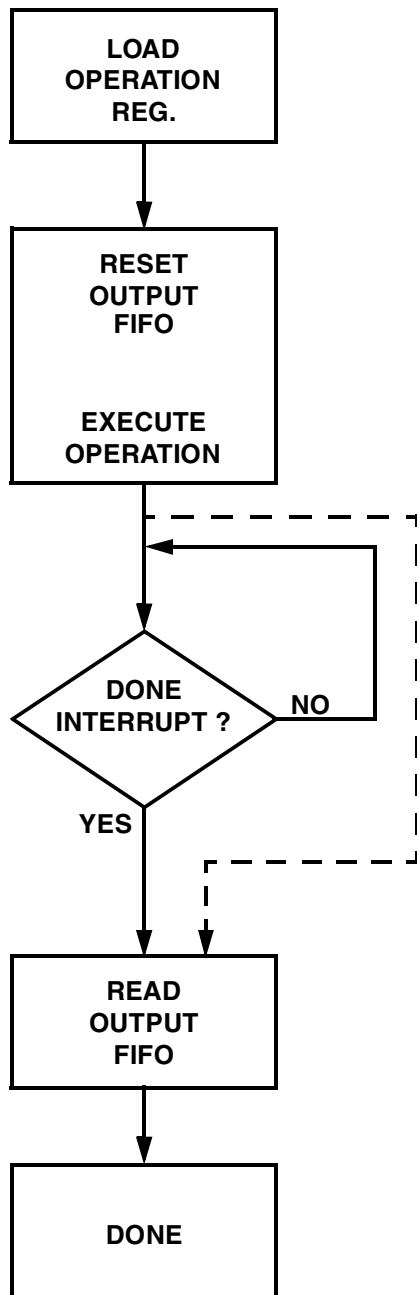 LOAD
OPERATION
REG.
RESET
OUTPUT
FIFO
EXECUTE
OPERATION
DONE
INTERRUPT ?
NO
YES
READ
OUTPUT
FIFO
DONE